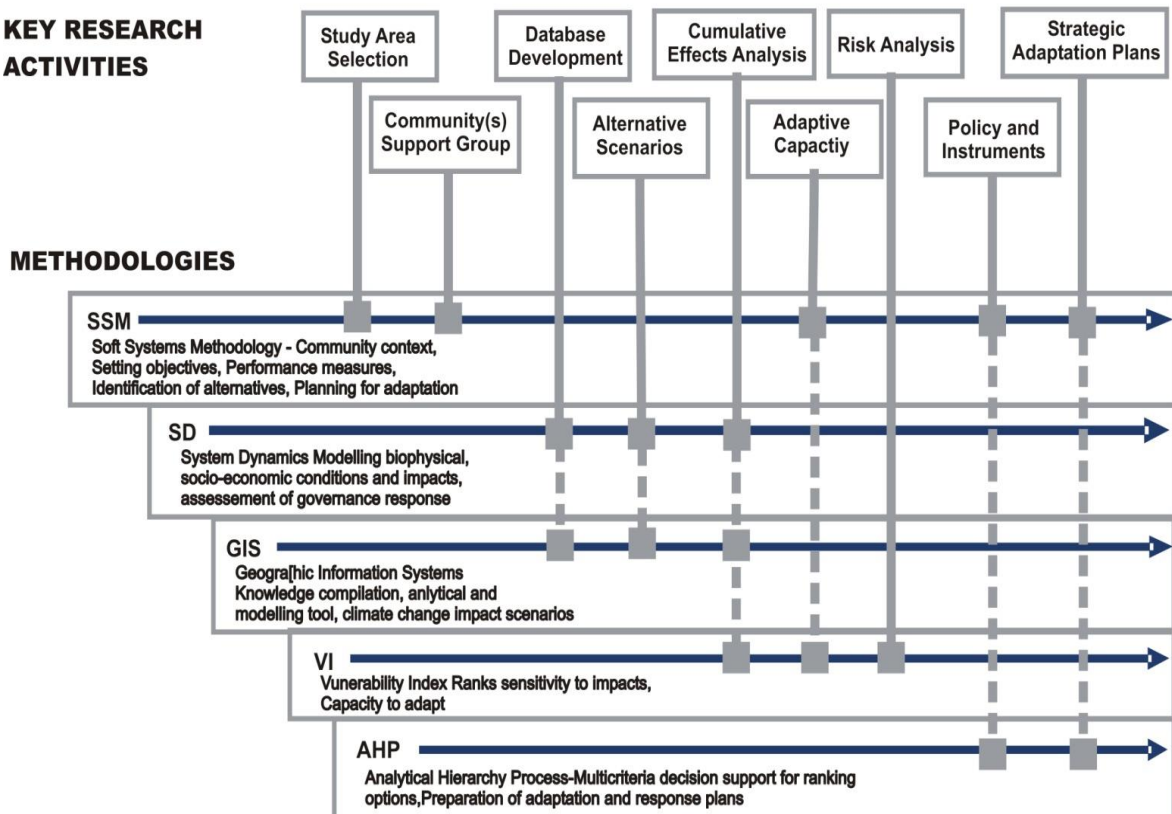 KEY RESEARCH
ACTIVITIES
Study Area
Selection
Database
Development
Cumulative
Effects Analysis
Risk Analysis
Strategic
Adaptation Plans
Community(s)
Support Group
Alternative
Scenarios
Adaptive
Capactiy
Policy and
Instruments
METHODOLOGIES
SSM
Soft Systems Methodology - Community context,
Setting objectives, Performance measures,
Identification of alternatives, Planning for adaptation
SD
System Dynamics Modelling biophysical,
socio-economic conditions and impacts,
assessement of governance response
GIS
Geogra[hic Information Systems
Knowledge compilation, anlytical and
modelling tool, climate change impact scenarios
VI
Vunerability Index Ranks sensitivity to impacts,
Capacity to adapt
AHP
Analytical Hierarchy Process-Multicriteria decision support for ranking
options,Preparation of adaptation and response plans